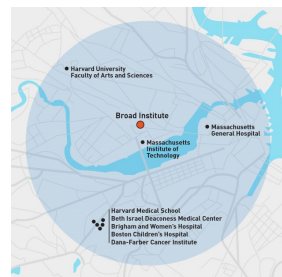 Harvard University
Faculty of Arts and Sciences
Broad Institute
Massachusetts
General Hospital
Massachusetts
Institute of
Technology
Harvard Medical School
Beth Israel Deaconess Medical Center
Brigham and Women's Hospital
Boston Children's Hospital
Dana-Farber Cancer Institute